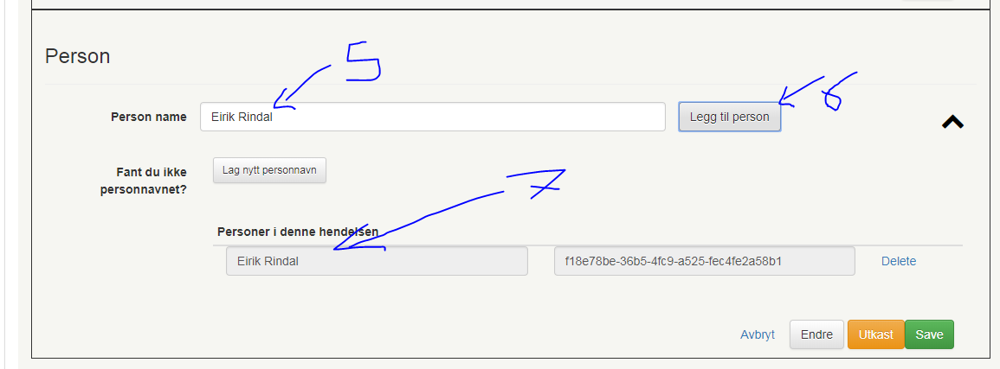 Person
5
Person name Eirik Rindal Legg til person 6
Fant du ikke personnavnet? Lag nytt personnavn
7
Personer i denne hendelsen
Eirik Rindal f18e78be-36b5-4fc9-a525-fec4fe2a58b1 Delete
Avbryt Endre Utkast Save